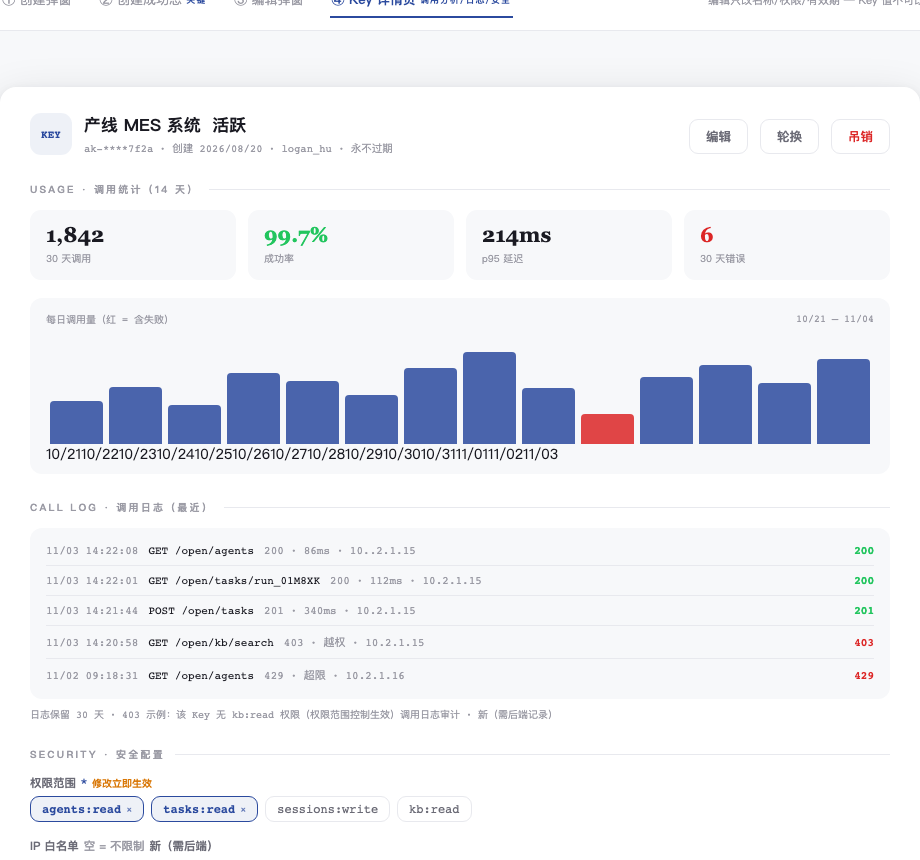 ① 创建弹窗 ② 创建成功态 关键 ③ 编辑弹窗 ④ Key 详情页 调用分析/日志/安全 编辑只改名称/权限/有效期 — Key 值不可
KEY
产线 MES 系统 活跃
ak-****7f2a · 创建 2026/08/20 · logan_hu · 永不过期
编辑 轮换 吊销
USAGE · 调用统计 (14 天)
1,842 99.7% 214ms 6
30 天调用 成功率 p95 延迟 30 天错误
每日调用量 (红 = 含失败) 10/21 — 11/04
10/2110/2210/2310/2410/2510/2610/2710/2810/2910/3010/3111/0111/0211/03
CALL LOG · 调用日志 (最近)
11/03 14:22:08 GET /open/agents 200 · 86ms · 10..2.1.15 200
11/03 14:22:01 GET /open/tasks/run_01M8XK 200 · 112ms · 10.2.1.15 200
11/03 14:21:44 POST /open/tasks 201 · 340ms · 10.2.1.15 201
11/03 14:20:58 GET /open/kb/search 403 · 越权 · 10.2.1.15 403
11/02 09:18:31 GET /open/agents 429 · 超限 · 10.2.1.16 429
日志保留 30 天 · 403 示例: 该 Key 无 kb:read 权限 (权限范围控制生效) 调用日志审计 · 新 (需后端记录)
SECURITY · 安全配置
权限范围 * 修改立即生效
agents:read × tasks:read × sessions:write kb:read
IP 白名单 空 = 不限制 新 (需后端)